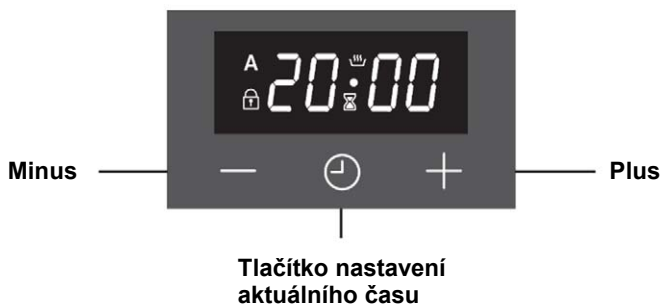 A 20:00
Minus
Plus
Tlačítko nastavení
aktuálního času